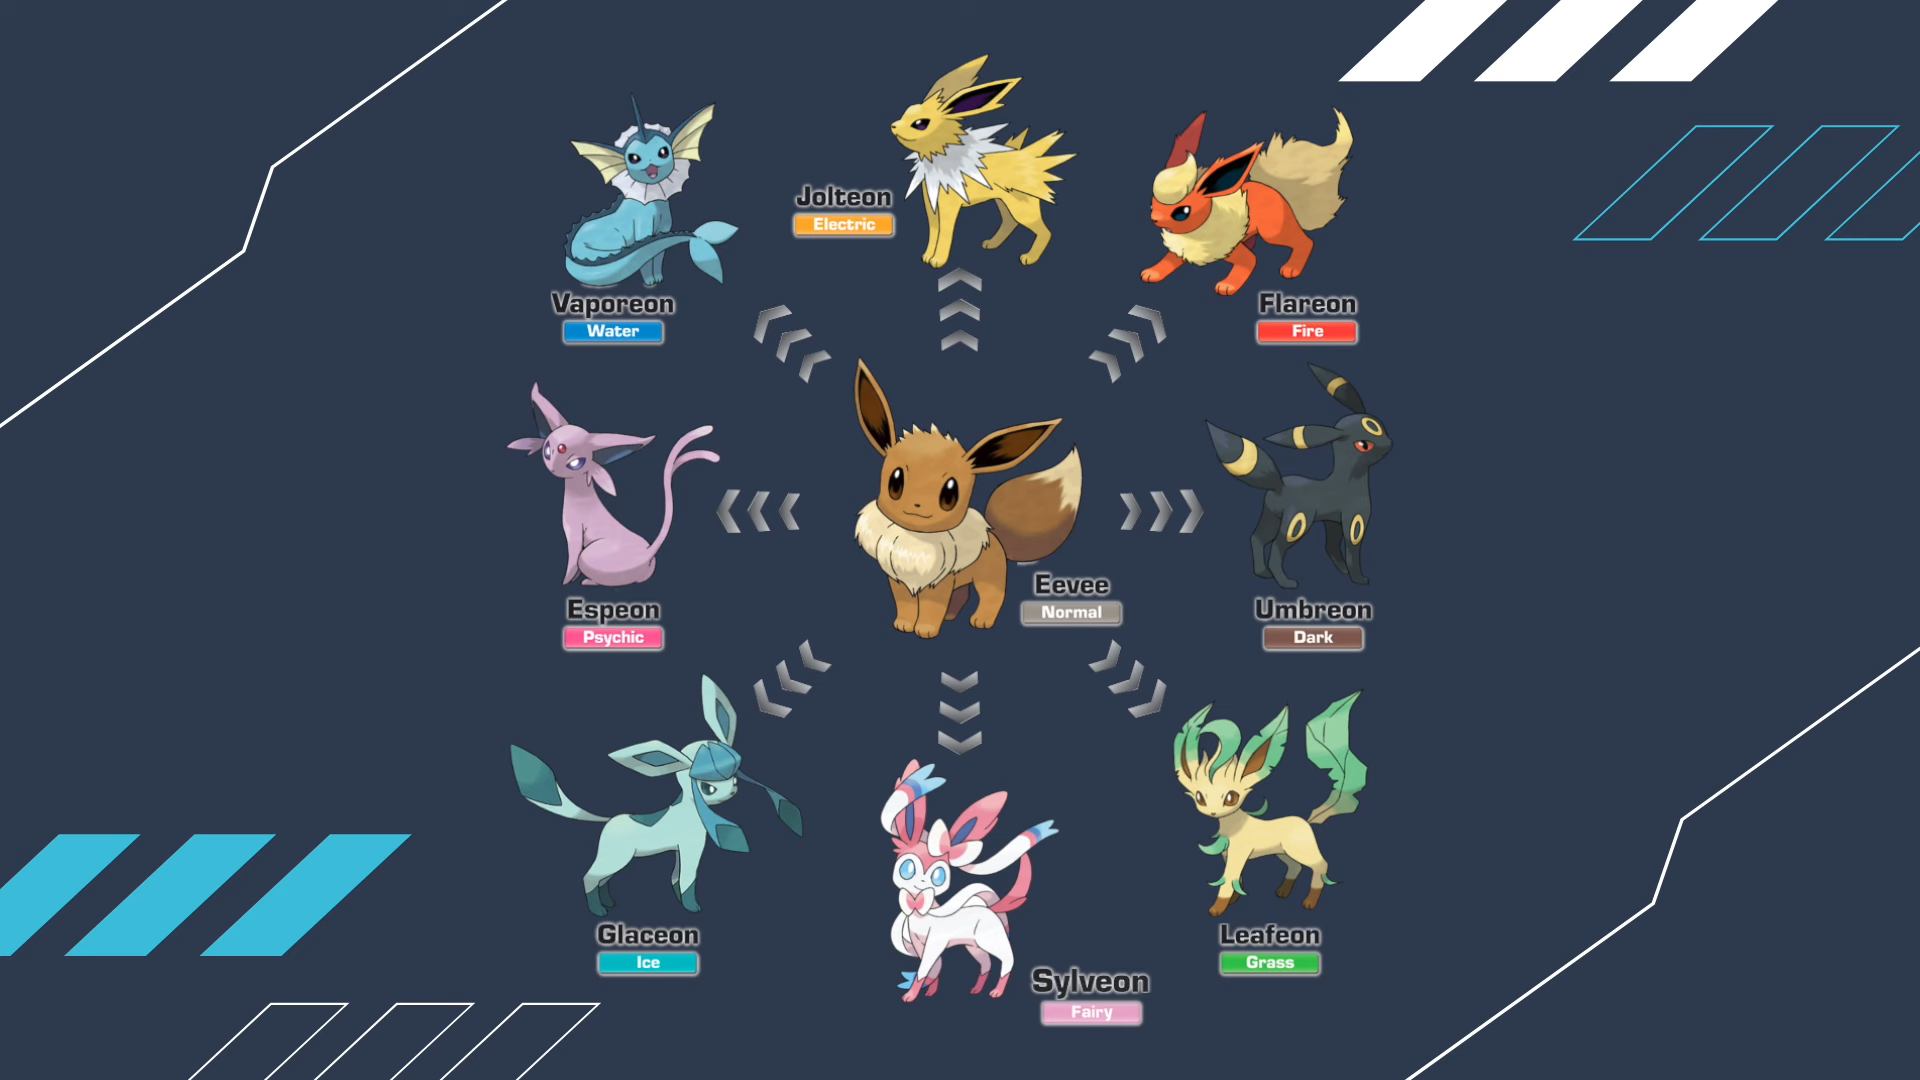 Jolteon
Electric
Vaporeon
Water
Flareon
Fire
Eevee
Normal
Espeon
Psychic
Umbreon
Dark
Glaceon
Ice
Leafeon
Grass
Sylveon
Fairy